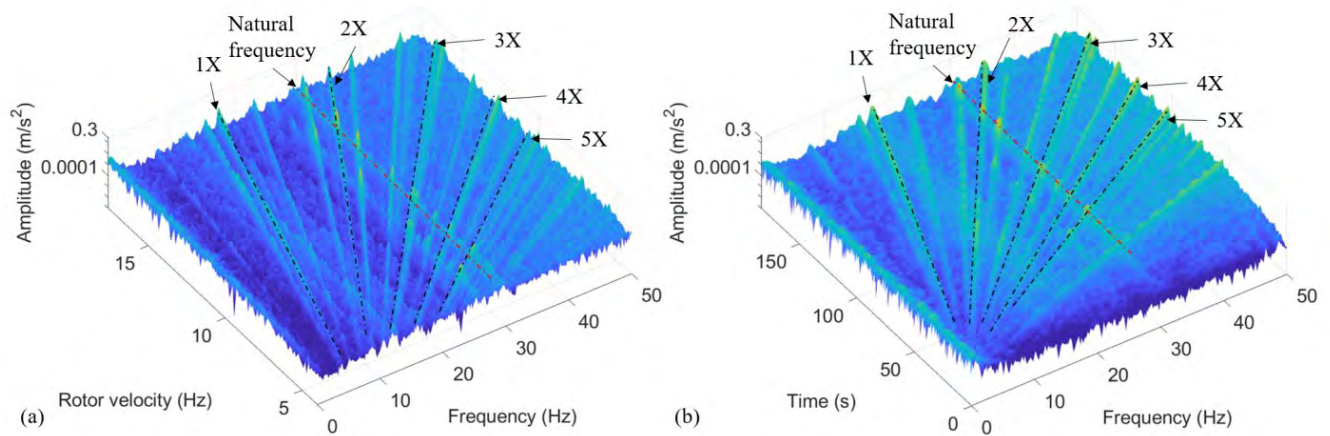 Natural
frequency
2X
3X
1X
4X
5X
Amplitude (m/s²)
0.3
0.0001
15
10
5
Rotor velocity (Hz)
0
10
20
30
40
50
Frequency (Hz)
(a)
Natural
frequency
2X
3X
1X
4X
5X
Amplitude (m/s²)
0.3
0.0001
150
100
50
0
Time (s)
0
10
20
30
40
50
Frequency (Hz)
(b)